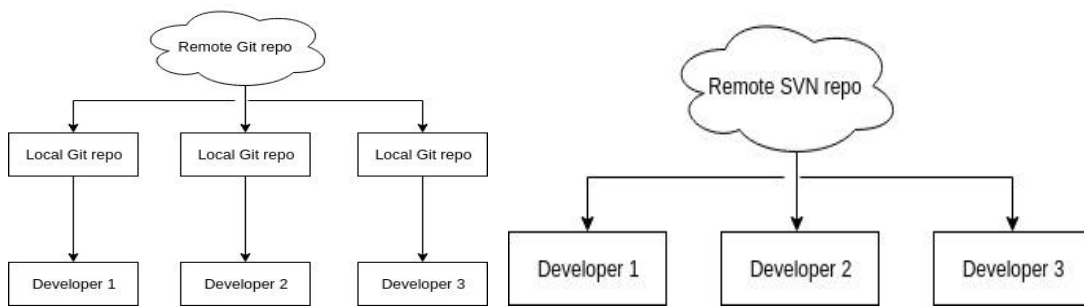 Remote Git repo
Local Git repo
Local Git repo
Local Git repo
Developer 1
Developer 2
Developer 3
Remote SVN repo
Developer 1
Developer 2
Developer 3